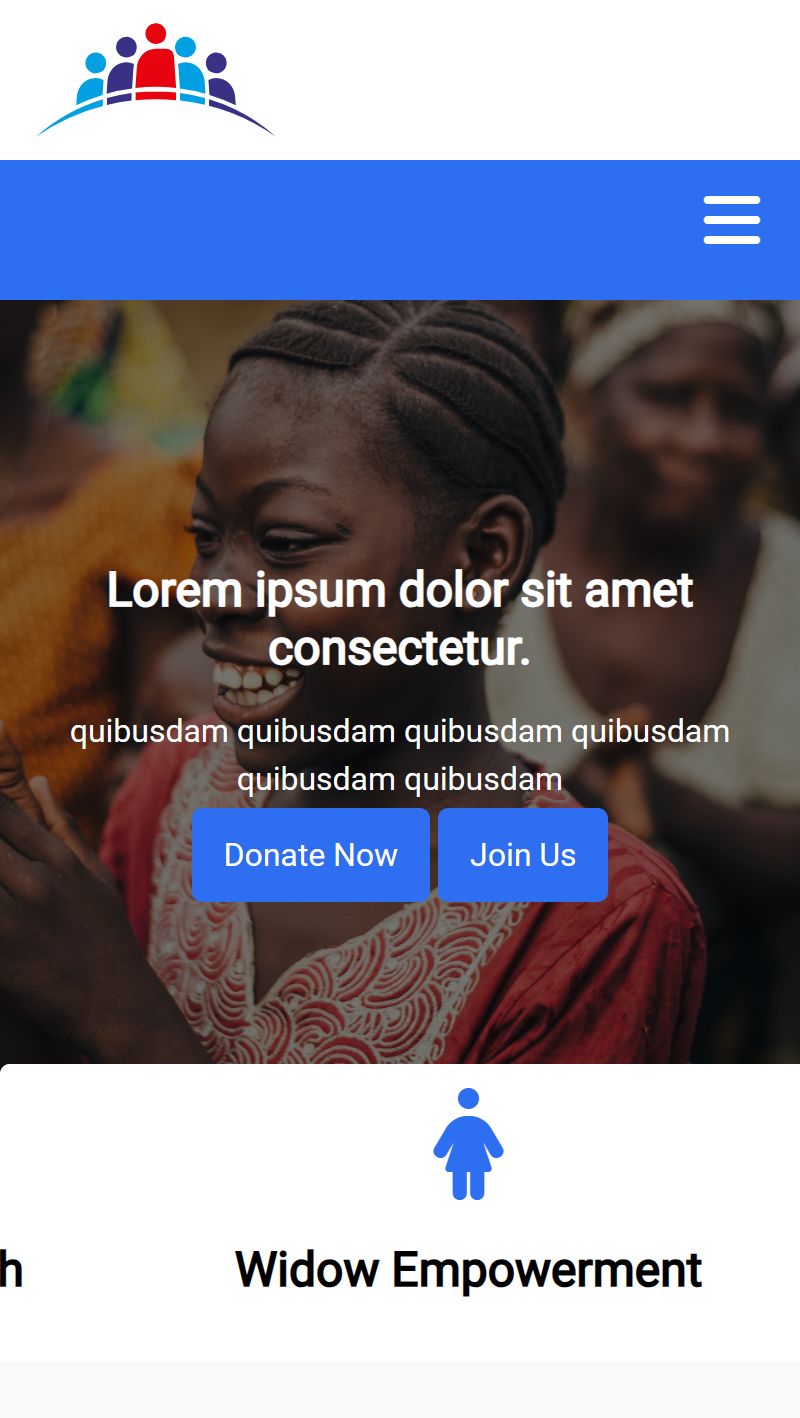 Lorem ipsum dolor sit amet
consectetur.
quibusdam quibusdam quibusdam quibusdam
quibusdam quibusdam
Donate Now
Join Us
h
Widow Empowerment